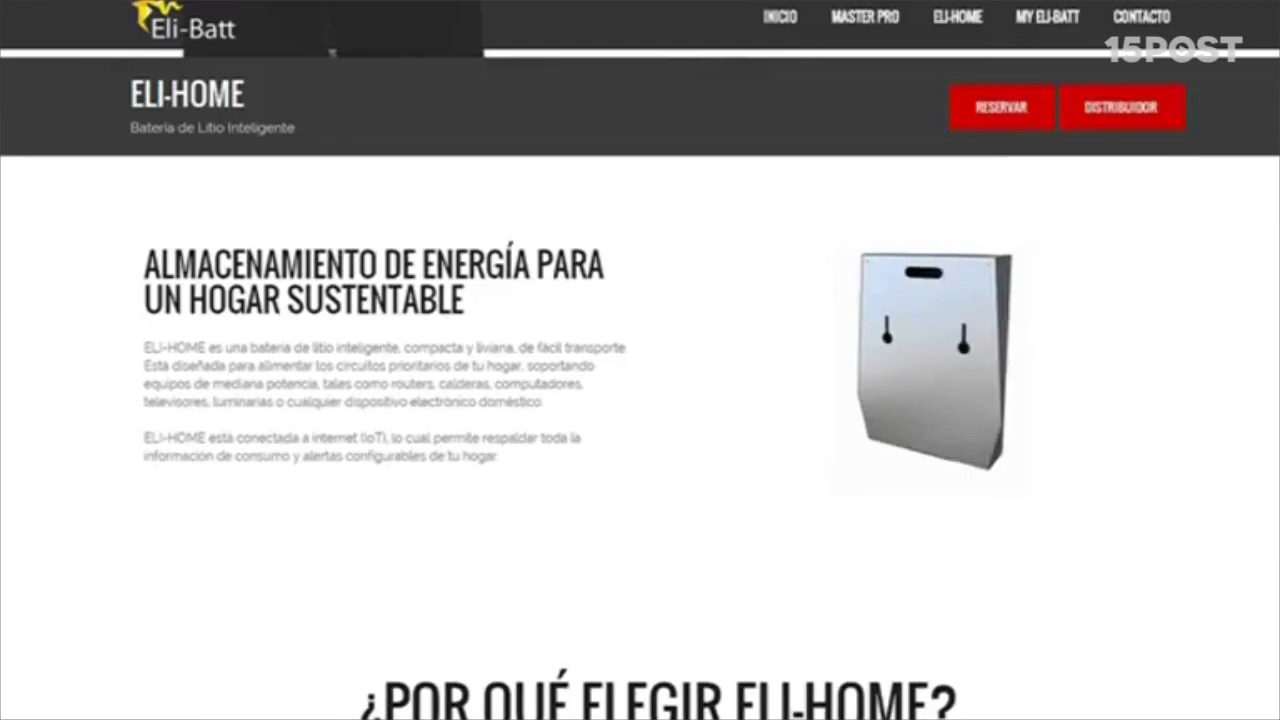 Eli-Batt
INICIO MASTER PRO ELI-HOME MY ELI-BATT CONTACTO
15POST
ELI-HOME
Batería de Litio Inteligente
RESERVAR DISTRIBUIDOR
ALMACENAMIENTO DE ENERGÍA PARA
UN HOGAR SUSTENTABLE
ELI-HOME es una batería de litio inteligente, compacta y liviana, de fácil transporte
Está diseñada para alimentar los circuitos prioritarios de tu hogar, soportando
equipos de mediana potencia, tales como routers, calderas, computadores,
televisores, luminarias o cualquier dispositivo electrónico doméstico.
ELI-HOME está conectada a internet (IoT), lo cual permite respaldar toda la
información de consumo y alertas configurables de tu hogar.
¿POR QUÉ ELEGIR ELI-HOME?